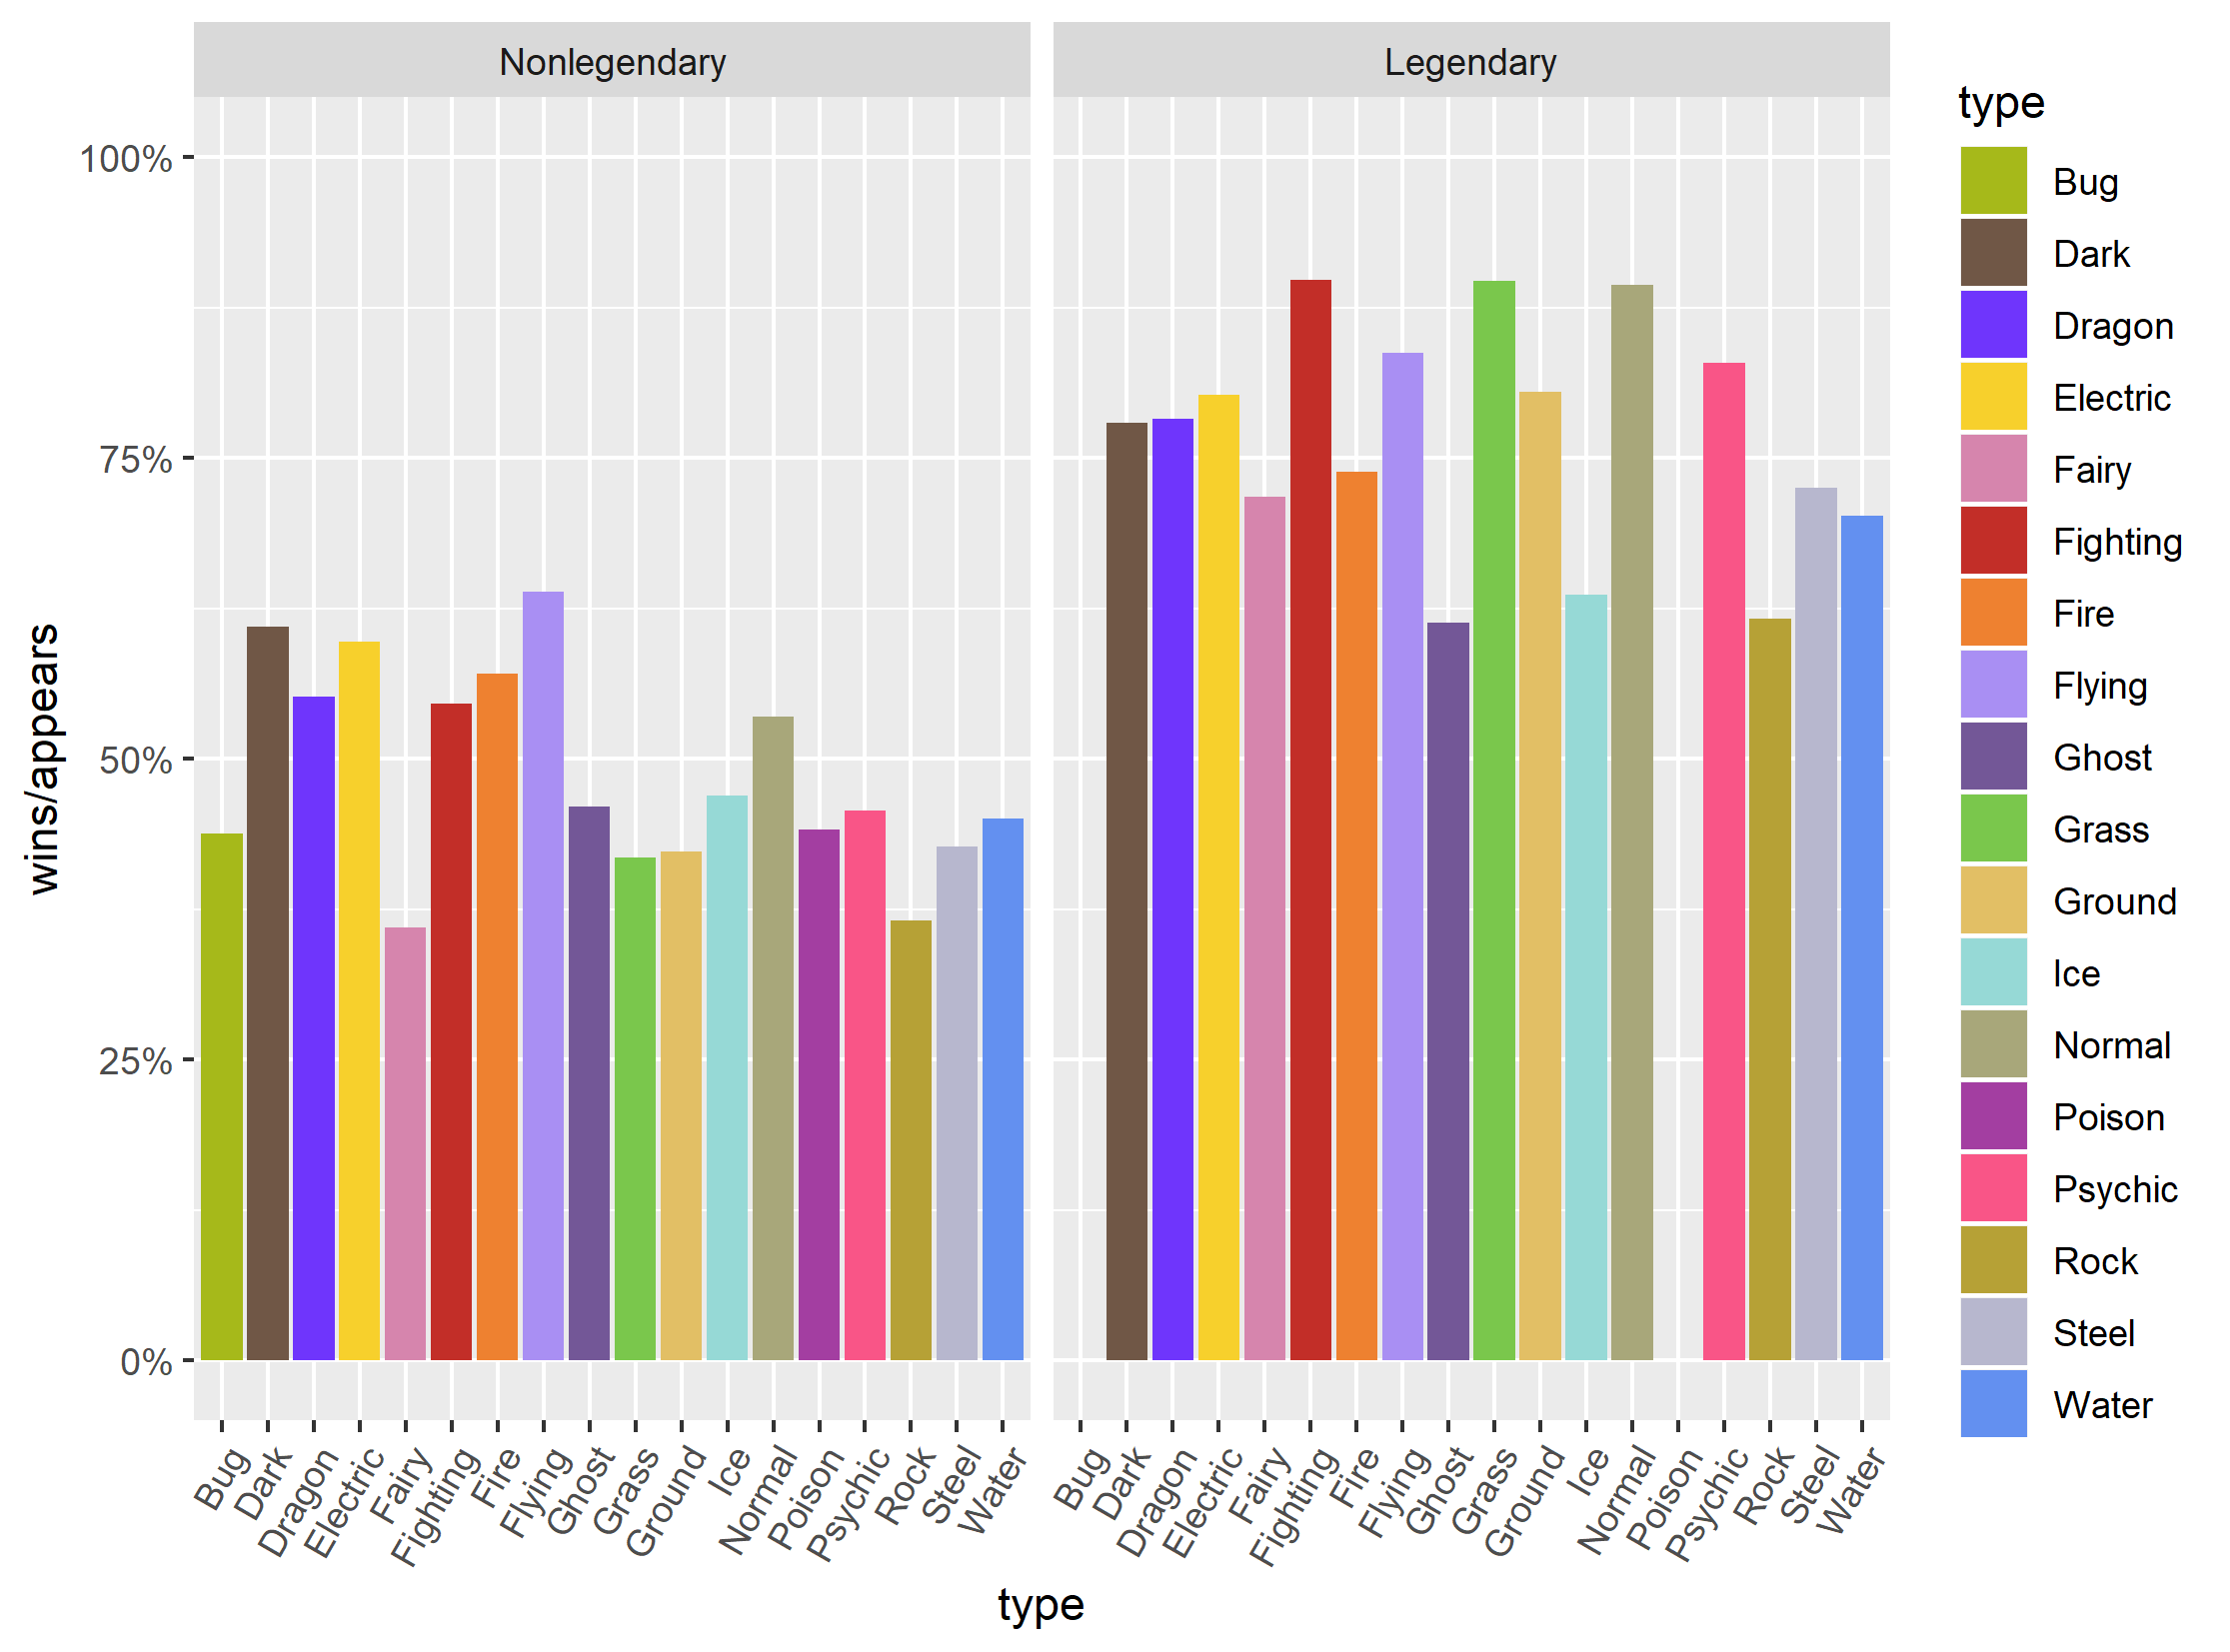 Nonlegendary
Legendary
wins/appears
100%
75%
50%
25%
0%
Bug
Dark
Dragon
Electric
Fairy
Fighting
Fire
Flying
Ghost
Grass
Ground
Ice
Normal
Poison
Psychic
Rock
Steel
Water
Bug
Dark
Dragon
Electric
Fairy
Fighting
Fire
Flying
Ghost
Grass
Ground
Ice
Normal
Poison
Psychic
Rock
Steel
Water
type
type
Bug
Dark
Dragon
Electric
Fairy
Fighting
Fire
Flying
Ghost
Grass
Ground
Ice
Normal
Poison
Psychic
Rock
Steel
Water